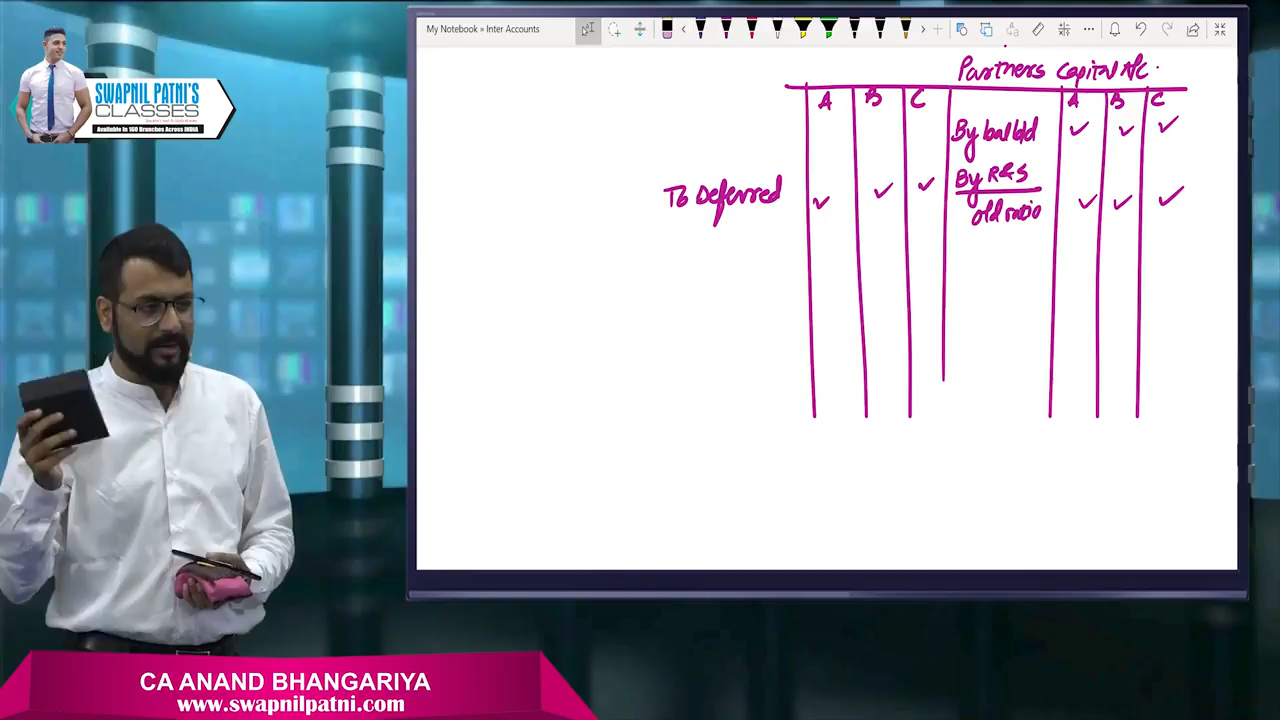 SWAPNIL PATNI'S
CLASSES
Available In 160 Branches Across INDIA
My Notebook » Inter Accounts
Partners Capital A/c.
A B C A B C
By bal b/d ✓ ✓ ✓
By R&S
To Deferred ✓ ✓ ✓
old ratio ✓ ✓ ✓
CA ANAND BHANGARIYA
www.swapnilpatni.com